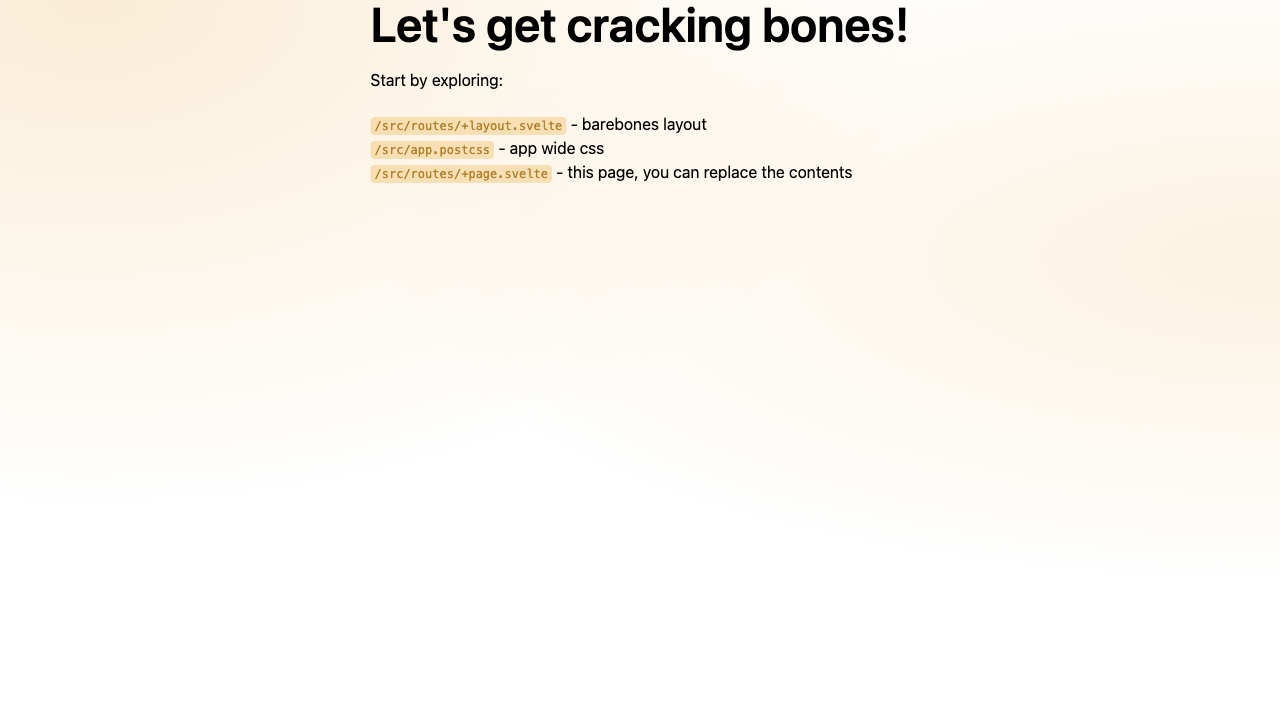 Let's get cracking bones!
Start by exploring:
/src/routes/+layout.svelte - barebones layout
/src/app.postcss - app wide css
/src/routes/+page.svelte - this page, you can replace the contents